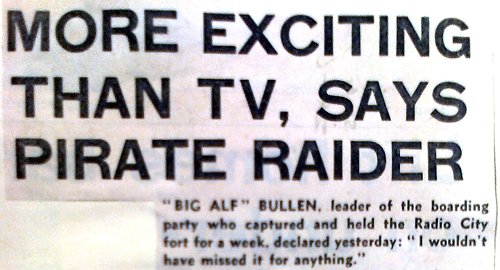 MORE EXCITING
THAN TV, SAYS
PIRATE RAIDER
"BIG ALF" BULLEN, leader of the boarding
party who captured and held the Radio City
fort for a week, declared yesterday: "I wouldn't
have missed it for anything."